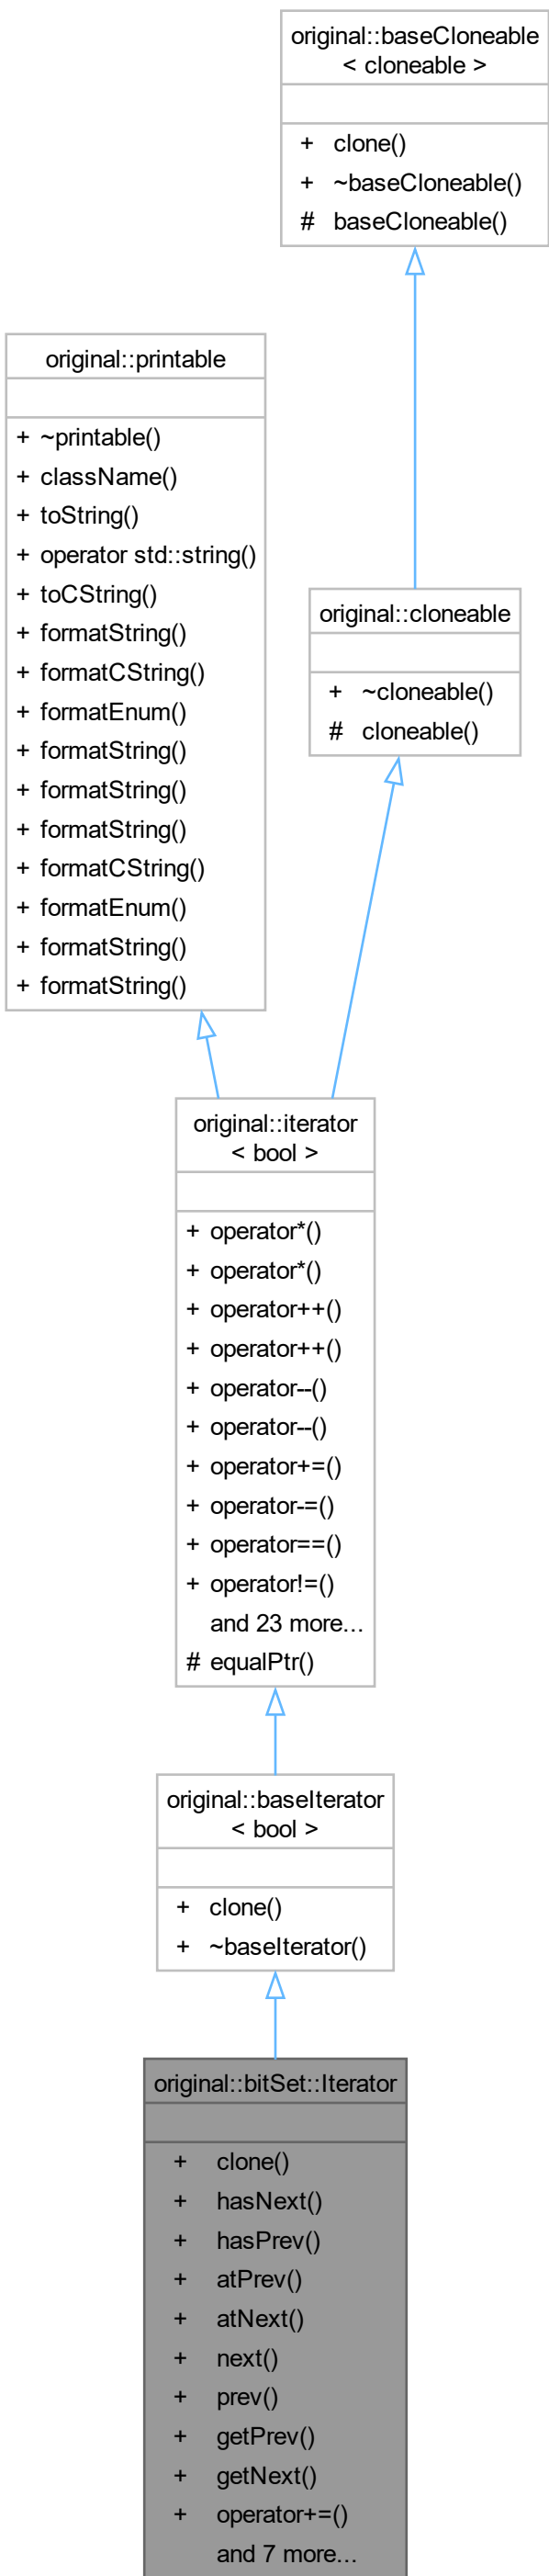 original::baseCloneable
< cloneable >
+ clone()
+ ~baseCloneable()
# baseCloneable()
original::printable
+ ~printable()
+ className()
+ toString()
+ operator std::string()
+ toCString()
+ formatString()
+ formatCString()
+ formatEnum()
+ formatString()
+ formatString()
+ formatString()
+ formatCString()
+ formatEnum()
+ formatString()
+ formatString()
original::cloneable
+ ~cloneable()
# cloneable()
original::iterator
< bool >
+ operator*()
+ operator*()
+ operator++()
+ operator++()
+ operator--()
+ operator--()
+ operator+=()
+ operator-=()
+ operator==()
+ operator!=()
and 23 more...
# equalPtr()
original::baseIterator
< bool >
+ clone()
+ ~baseIterator()
original::bitSet::Iterator
+ clone()
+ hasNext()
+ hasPrev()
+ atPrev()
+ atNext()
+ next()
+ prev()
+ getPrev()
+ getNext()
+ operator+=()
and 7 more...